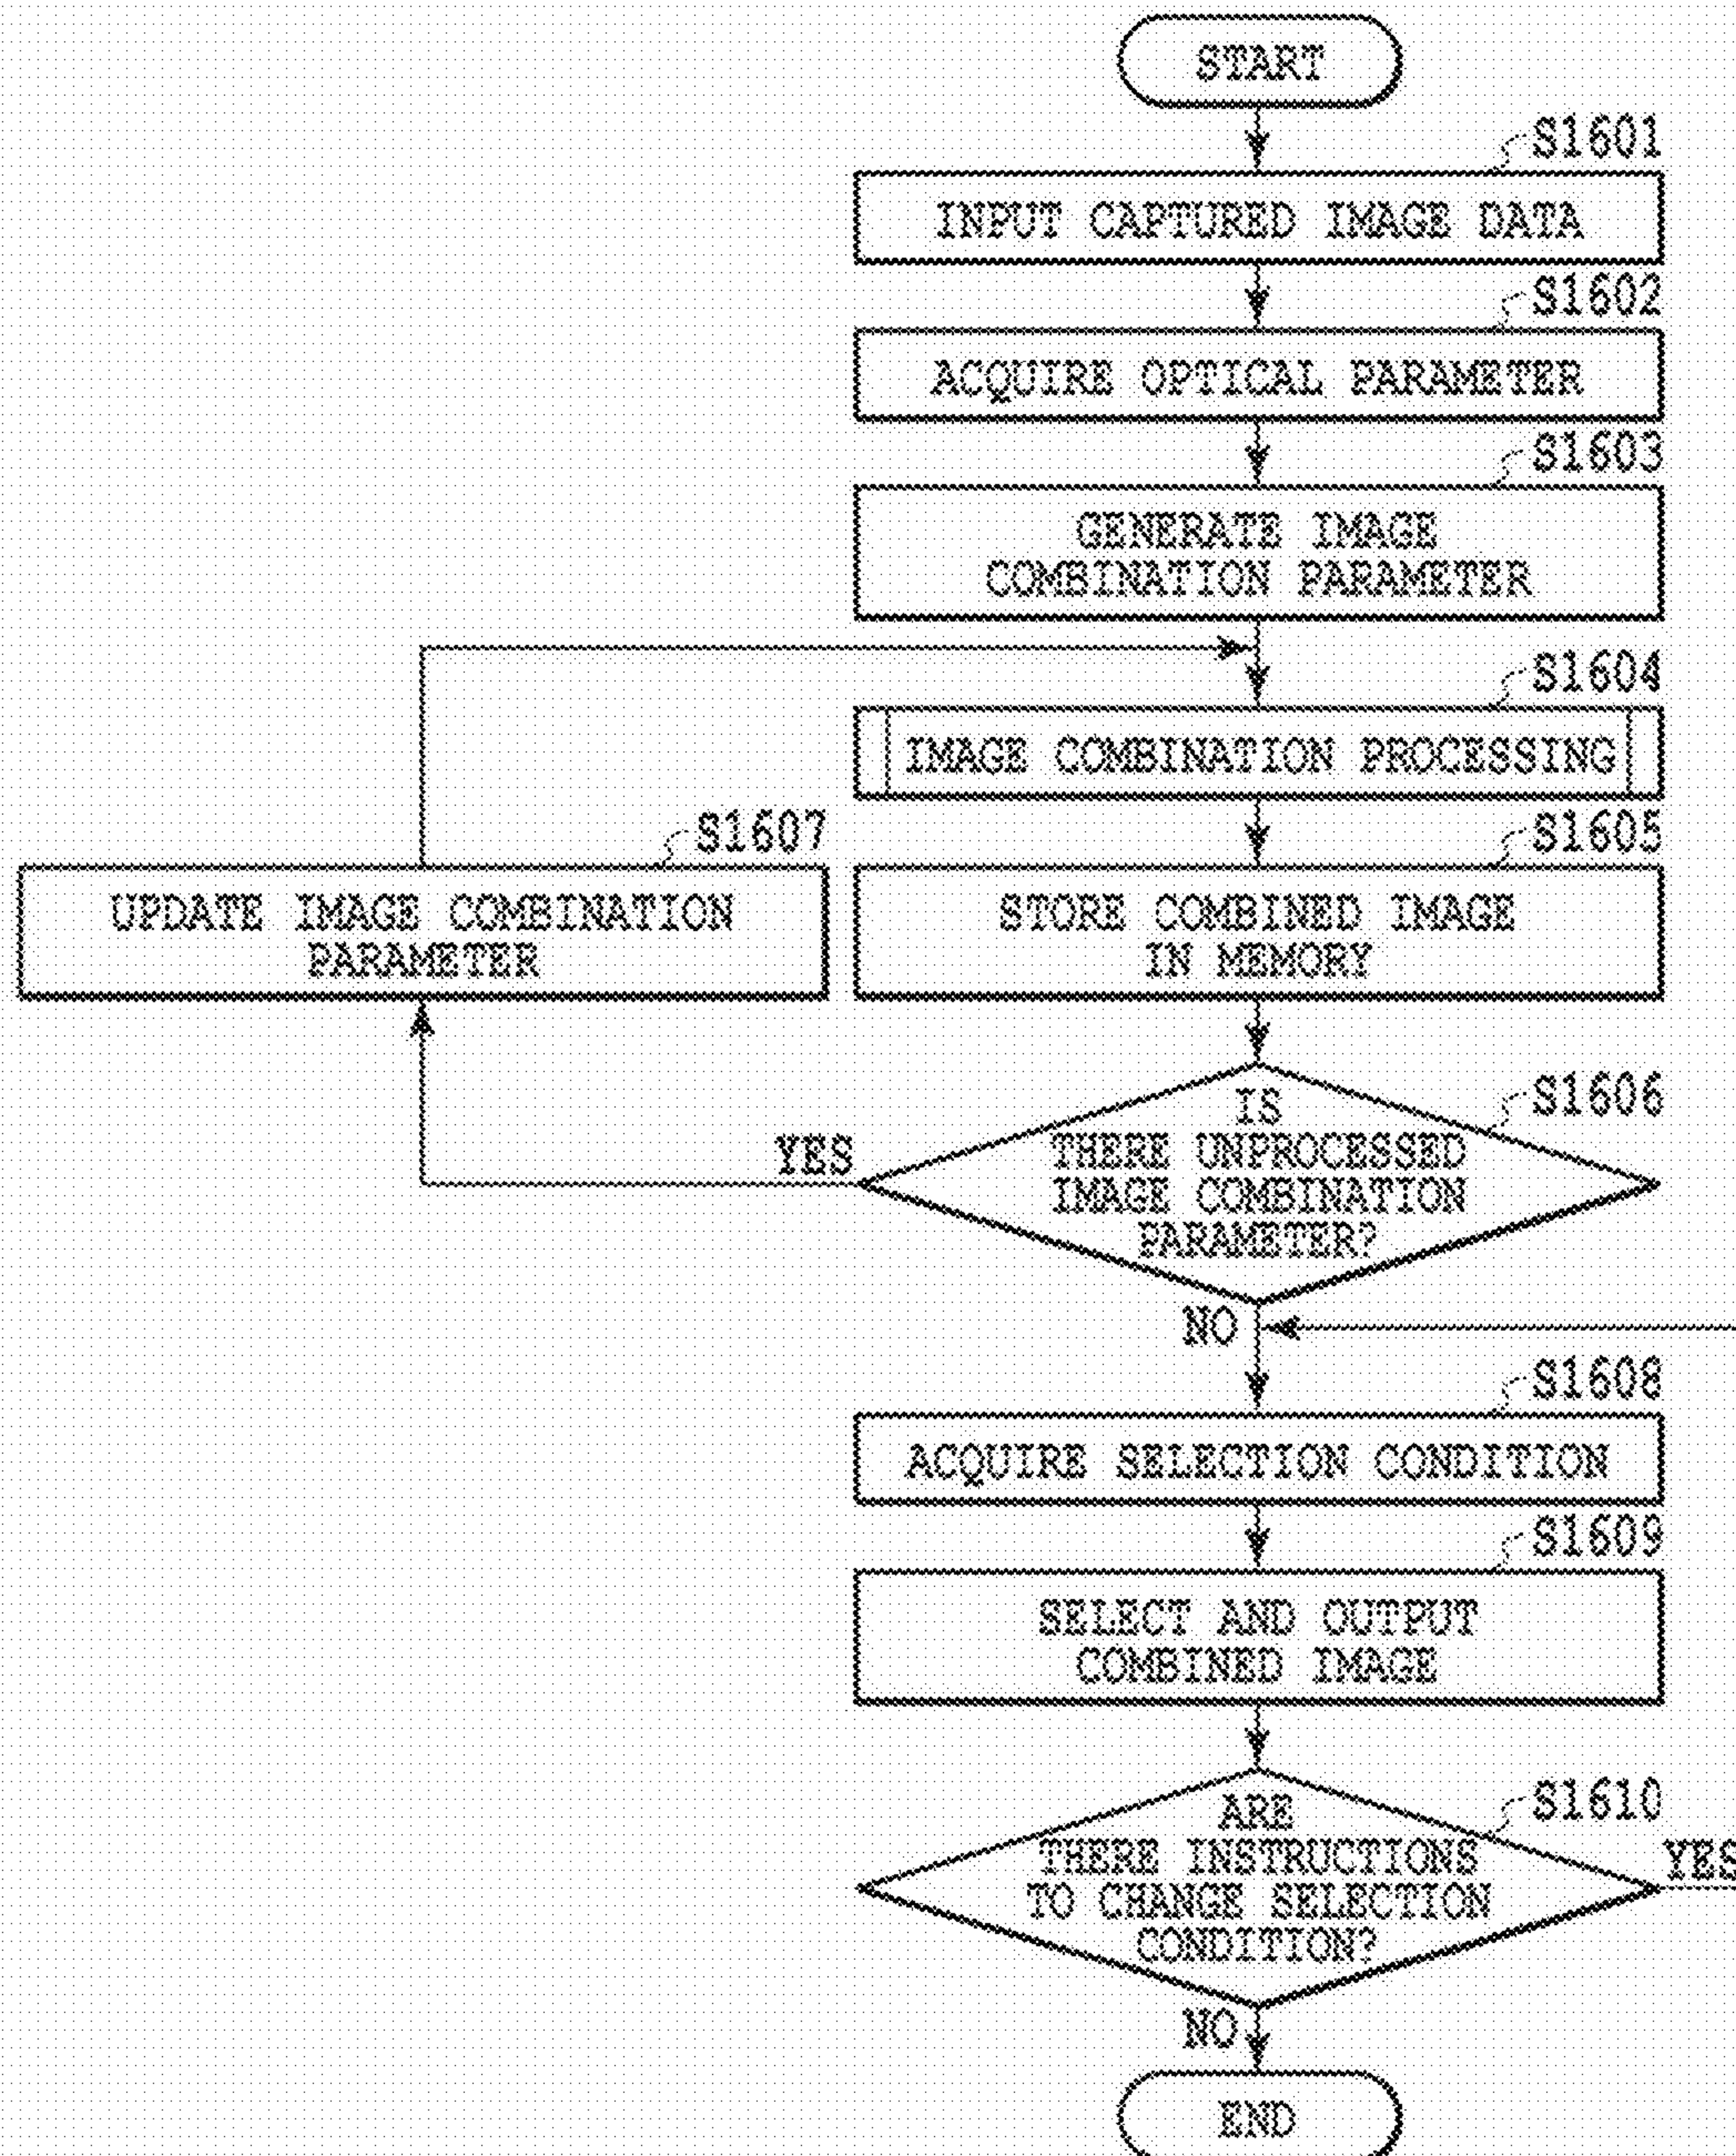 START
S1601
INPUT CAPTURED IMAGE DATA
S1602
ACQUIRE OPTICAL PARAMETER
S1603
GENERATE IMAGE
COMBINATION PARAMETER
S1604
IMAGE COMBINATION PROCESSING
S1607
UPDATE IMAGE COMBINATION
PARAMETER
S1605
STORE COMBINED IMAGE
IN MEMORY
S1606
IS
THERE UNPROCESSED
IMAGE COMBINATION
PARAMETER?
YES
NO
S1608
ACQUIRE SELECTION CONDITION
S1609
SELECT AND OUTPUT
COMBINED IMAGE
S1610
ARE
THERE INSTRUCTIONS
TO CHANGE SELECTION
CONDITION?
YES
NO
END